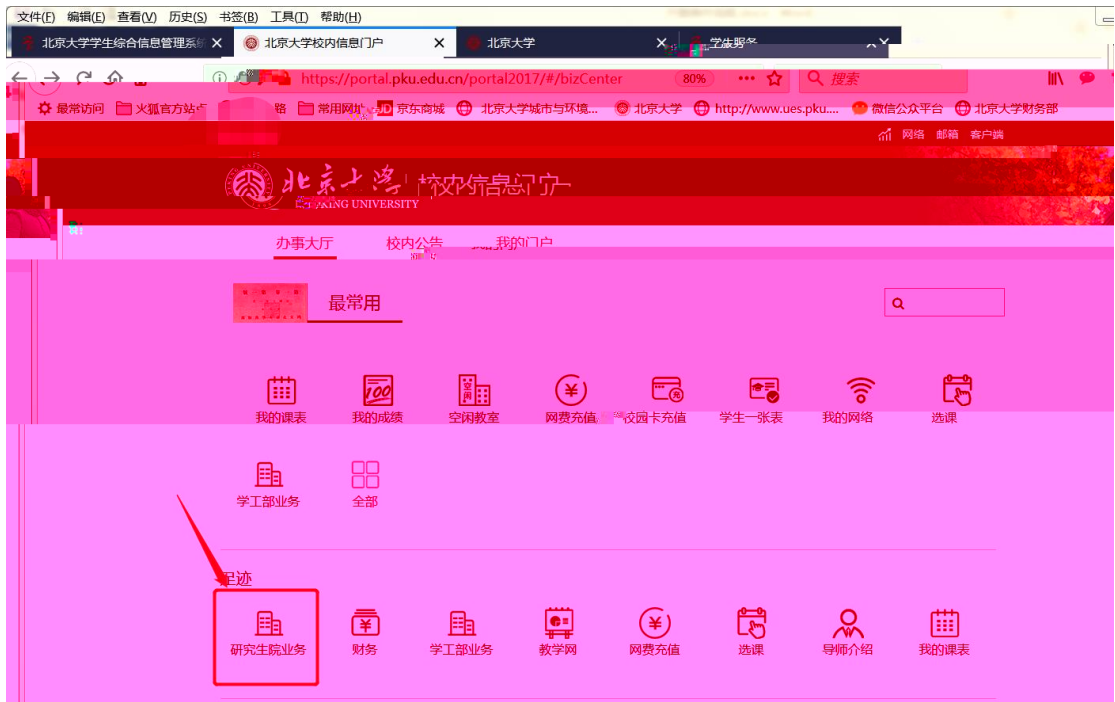 文件(F) 编辑(E) 查看(V) 历史(S) 书签(B) 工具(T) 帮助(H)
北京大学学生综合信息管理系统 北京大学校内信息门户 北京大学
https://portal.pku.edu.cn/portal2017/#/bizCenter 80% 搜索
最常访问 火狐官方站点 常用网址 JD 京东商城 北京大学城市与环境... 北京大学 http://www.ues.pku.... 微信公众平台 北京大学财务部
网络 邮箱 客户端
北京大学 校内信息门户
PEKING UNIVERSITY
办事大厅 校内公告 我的门户
最常用
我的课表 我的成绩 空闲教室 网费充值 校园卡充值 学生一张表 我的网络 选课
学工部业务 全部
足迹
研究生院业务 财务 学工部业务 教学网 网费充值 选课 导师介绍 我的课表